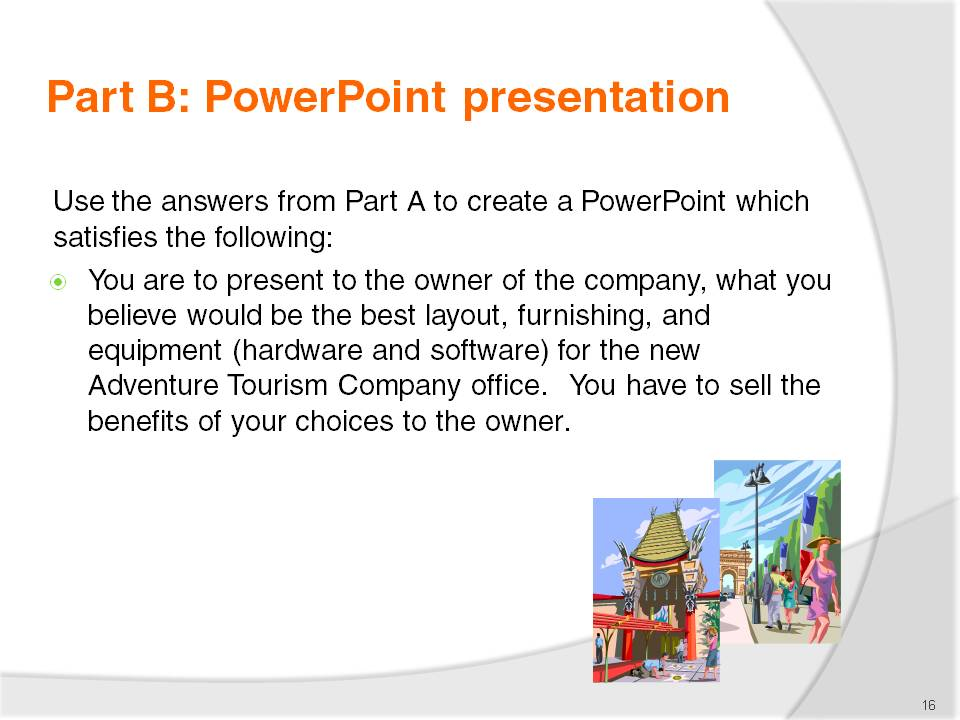 Part B: PowerPoint presentation
Use the answers from Part A to create a PowerPoint which
satisfies the following:
You are to present to the owner of the company, what you
believe would be the best layout, furnishing, and
equipment (hardware and software) for the new
Adventure Tourism Company office.   You have to sell the
benefits of your choices to the owner.
16